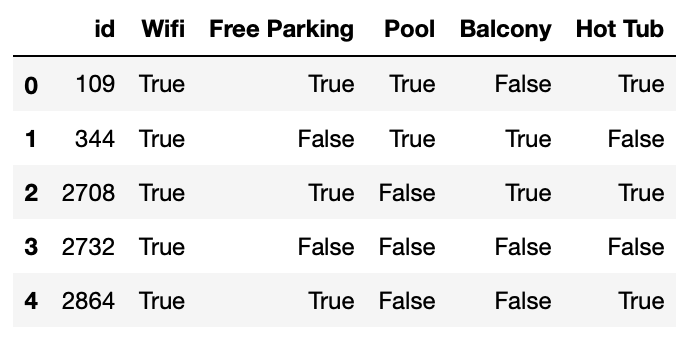 id Wifi Free Parking Pool Balcony Hot Tub
0 109 True True True False True
1 344 True False True True False
2 2708 True True False True True
3 2732 True False False False False
4 2864 True True False False True